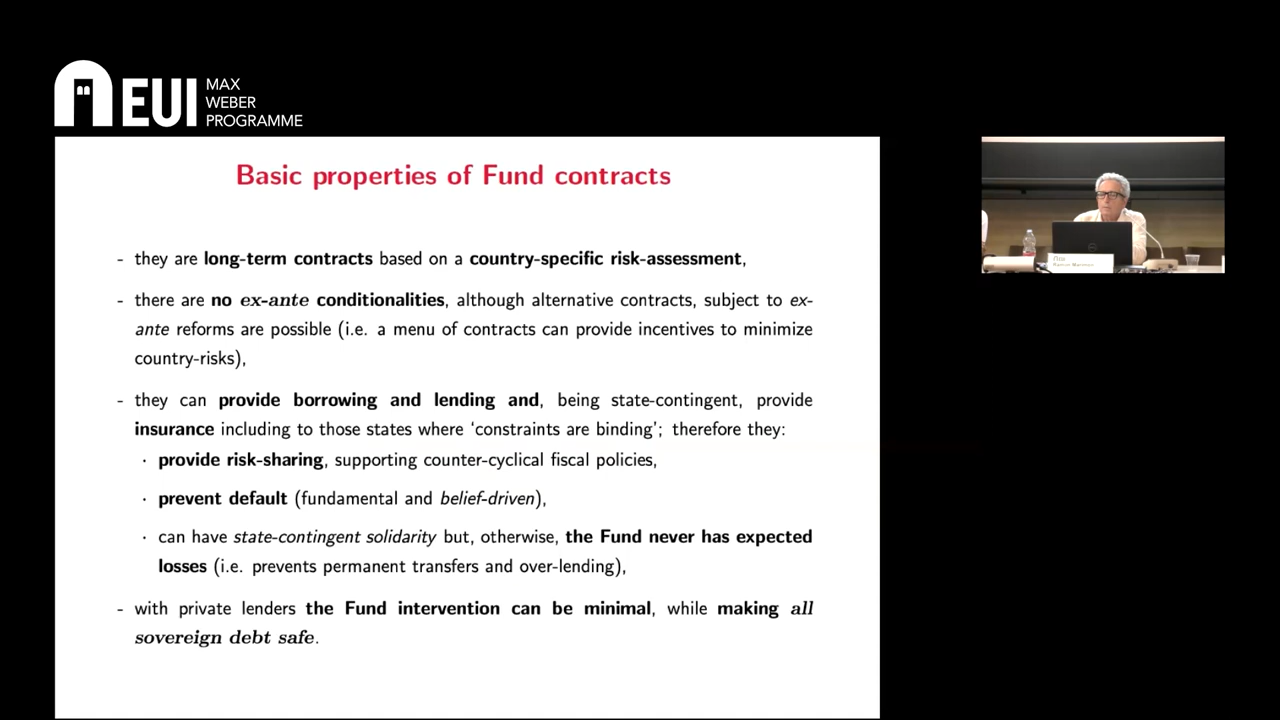 EUI
MAX
WEBER
PROGRAMME
Basic properties of Fund contracts
- they are long-term contracts based on a country-specific risk-assessment,
- there are no ex-ante conditionalities, although alternative contracts, subject to ex-
ante reforms are possible (i.e. a menu of contracts can provide incentives to minimize
country-risks),
- they can provide borrowing and lending and, being state-contingent, provide
insurance including to those states where ‘constraints are binding’; therefore they:
· provide risk-sharing, supporting counter-cyclical fiscal policies,
· prevent default (fundamental and belief-driven),
· can have state-contingent solidarity but, otherwise, the Fund never has expected
losses (i.e. prevents permanent transfers and over-lending),
- with private lenders the Fund intervention can be minimal, while making all
sovereign debt safe.